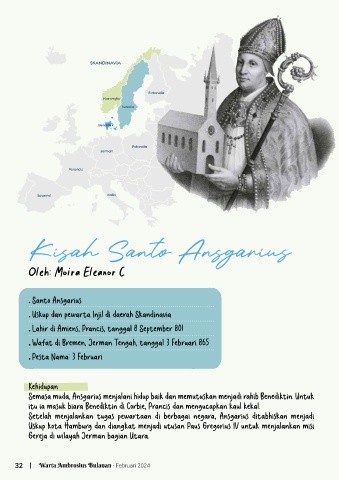 SKANDINAVIA
Norwegia
Swedia
Finlandia
Denmark
Jerman
Polandia
Prancis
Spanyol
Italia
Kisah Santo Ansgarius
Oleh: Moira Eleanor C
• Santo Ansgarius
• Uskup dan pewarta Injil di daerah Skandinavia
• Lahir di Amiens, Prancis, tanggal 8 September 801
• Wafat di Bremen, Jerman Tengah, tanggal 3 Februari 865
• Pesta Nama: 3 Februari
Kehidupan
Semasa muda, Ansgarius menjalani hidup baik dan memutuskan menjadi rahib Benediktin. Untuk
itu ia masuk biara Benediktin di Corbie, Prancis dan mengucapkan kaul kekal.
Setelah menjalankan tugas pewartaan di berbagai negara, Ansgarius ditahbiskan menjadi
Uskup kota Hamburg dan diangkat menjadi utusan Paus Gregorius IV untuk menjalankan misi
Gereja di wilayah Jerman bagian Utara.
32 | Warta Ambrosius Bulanan - Februari 2024